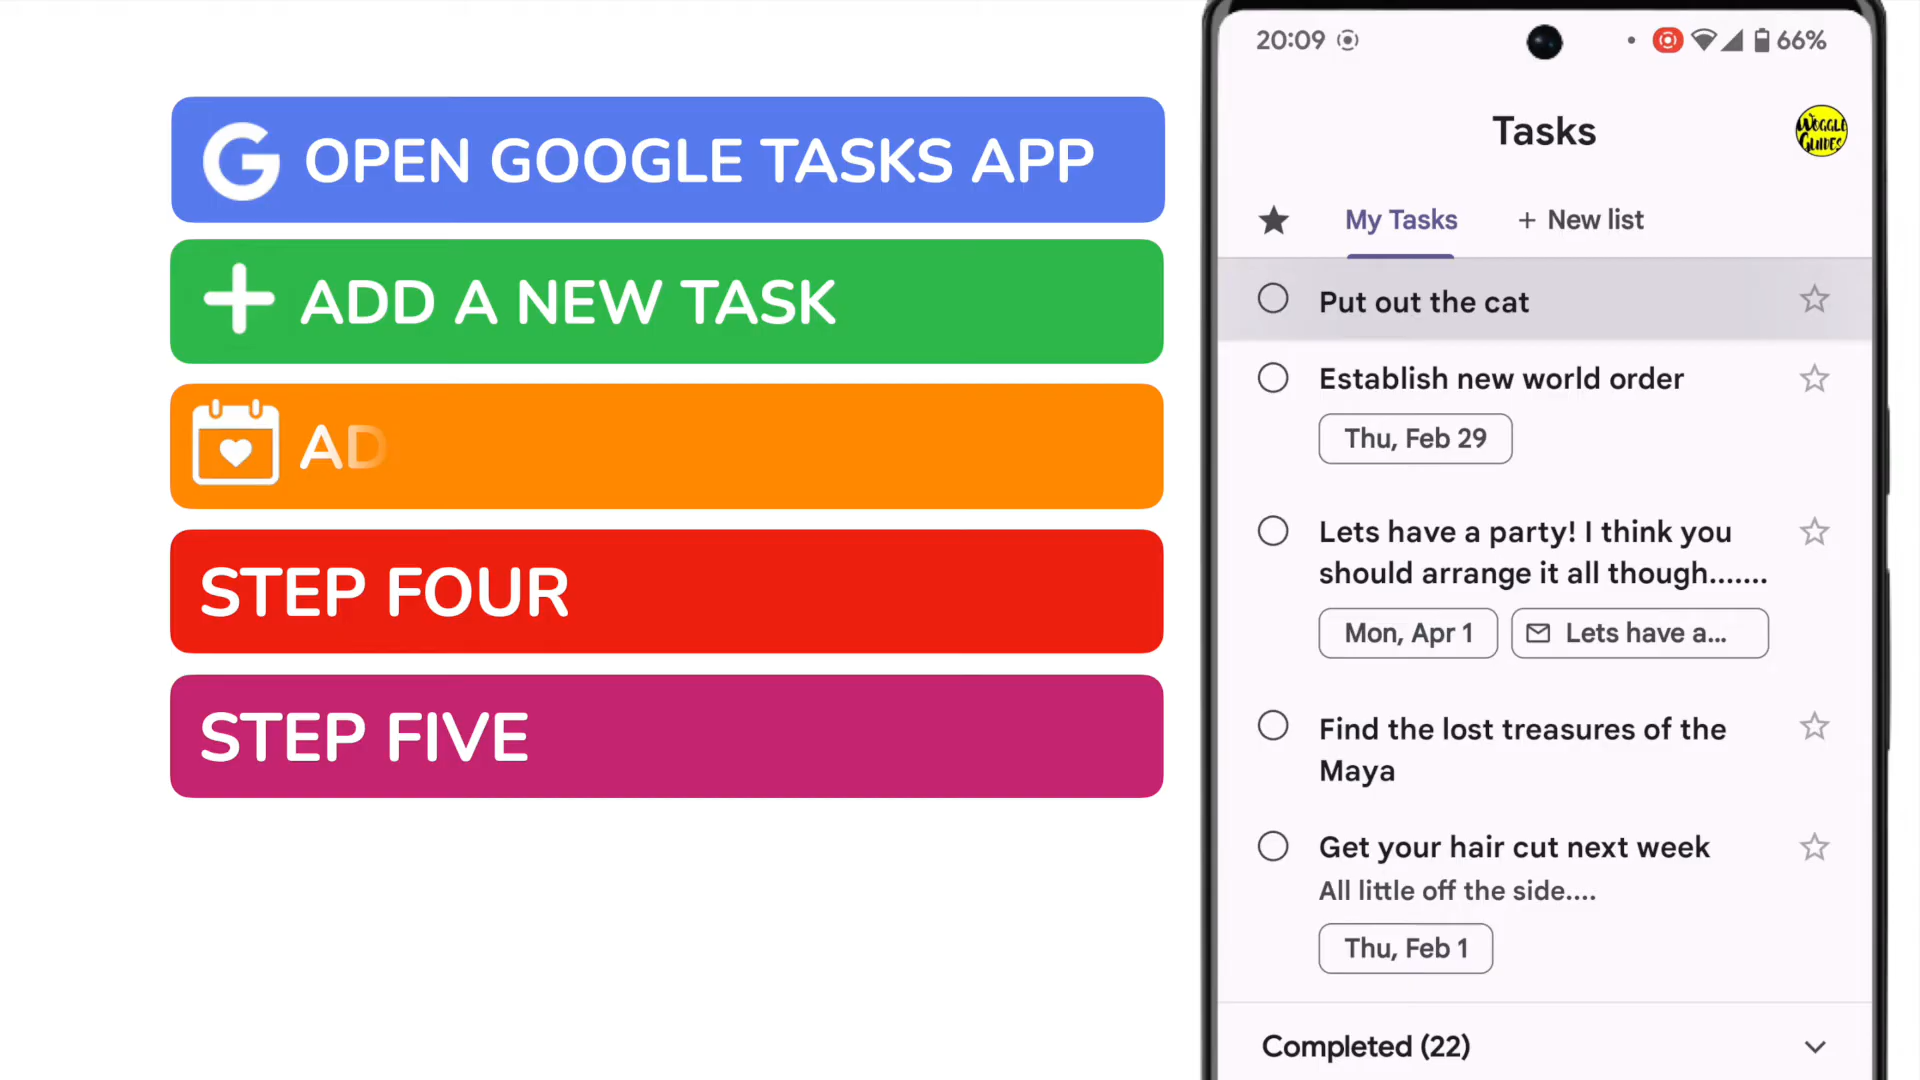 OPEN GOOGLE TASKS APP
ADD A NEW TASK
AD
STEP FOUR
STEP FIVE
20:09
66%
Tasks
WOGGLE
GUIDES
My Tasks
+ New list
Put out the cat
Establish new world order
Thu, Feb 29
Lets have a party! I think you
should arrange it all though.......
Mon, Apr 1
Lets have a...
Find the lost treasures of the
Maya
Get your hair cut next week
All little off the side....
Thu, Feb 1
Completed (22)